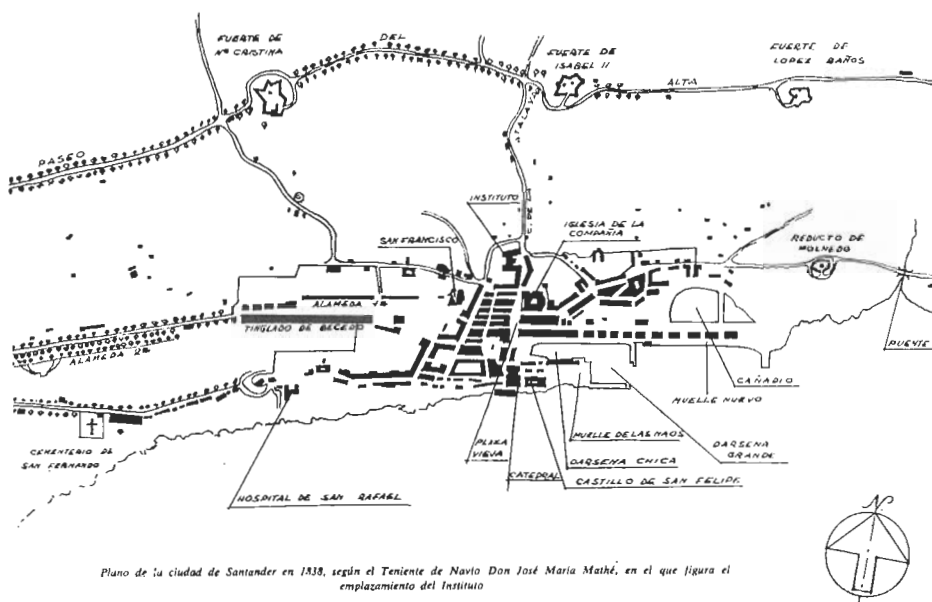 FUERTE DE
Nª CRISTINA
DEL
FUERTE DE
ISABEL II
FUERTE DE
LOPEZ BAÑOS
ALTA
ATALAYA
PASEO
INSTITUTO
IGLESIA DE LA
COMPAÑIA
SAN FRANCISCO
REDUCTO DE
MOLNEDO
ALAMEDA 1ª
TINGLADO DE BECEDO
ALAMEDA 2ª
PUENTE
CAÑADIO
MUELLE NUEVO
CEMENTERIO DE
SAN FERNANDO
PLAZA
VIEJA
MUELLE DE LAS NAOS
DARSENA
GRANDE
DARSENA CHICA
CATEDRAL
CASTILLO DE SAN FELIPE
HOSPITAL DE SAN RAFAEL
N
Plano de la ciudad de Santander en 1838, según el Teniente de Navío Don José María Mathé, en el que figura el
emplazamiento del Instituto